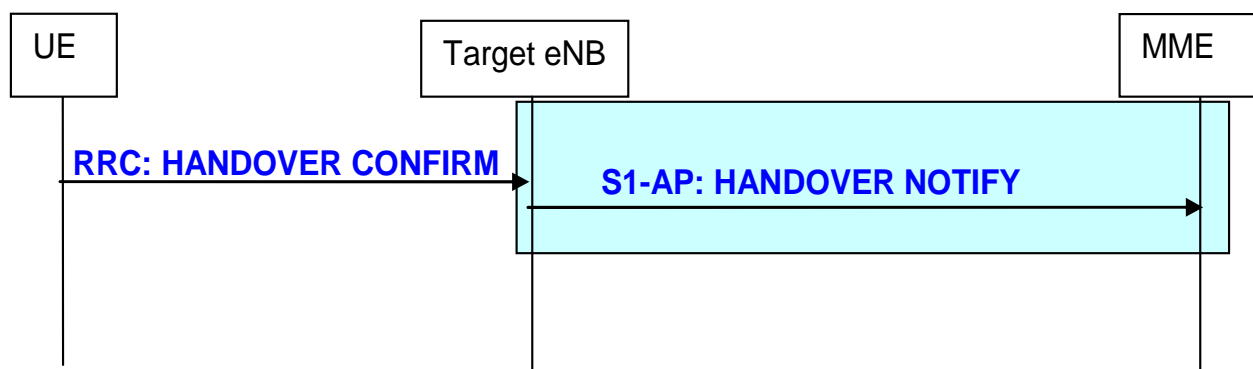 UE
Target eNB
MME
RRC: HANDOVER CONFIRM
S1-AP: HANDOVER NOTIFY